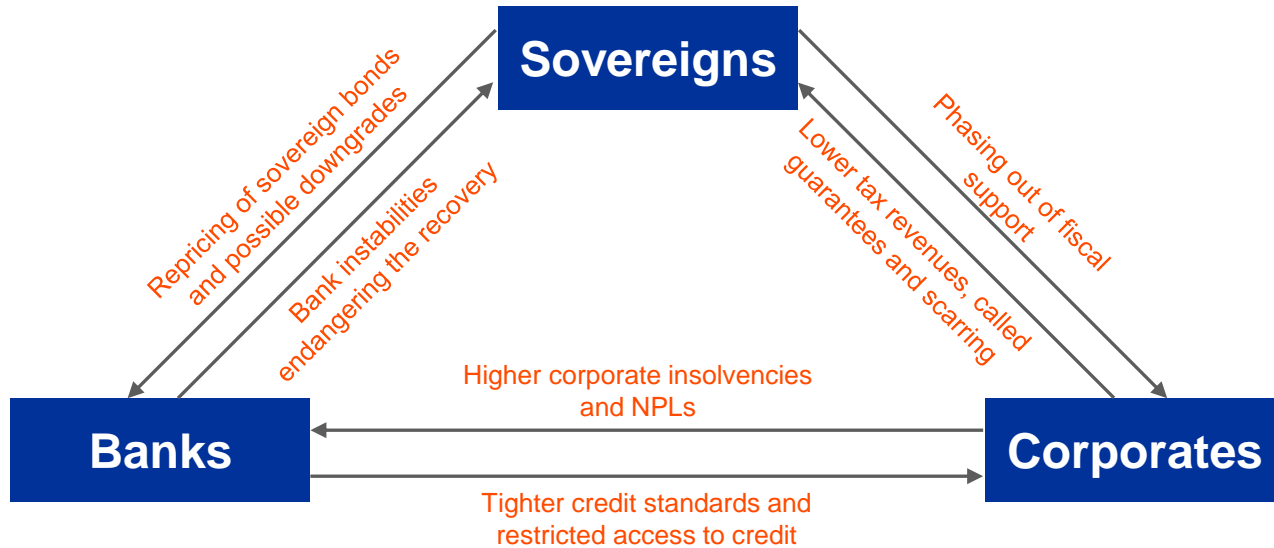 Sovereigns
Repricing of sovereign bonds
and possible downgrades
Bank instabilities
endangering the recovery
Lower tax revenues, called
guarantees and scarring
Phasing out of fiscal
support
Higher corporate insolvencies
and NPLs
Banks
Corporates
Tighter credit standards and
restricted access to credit